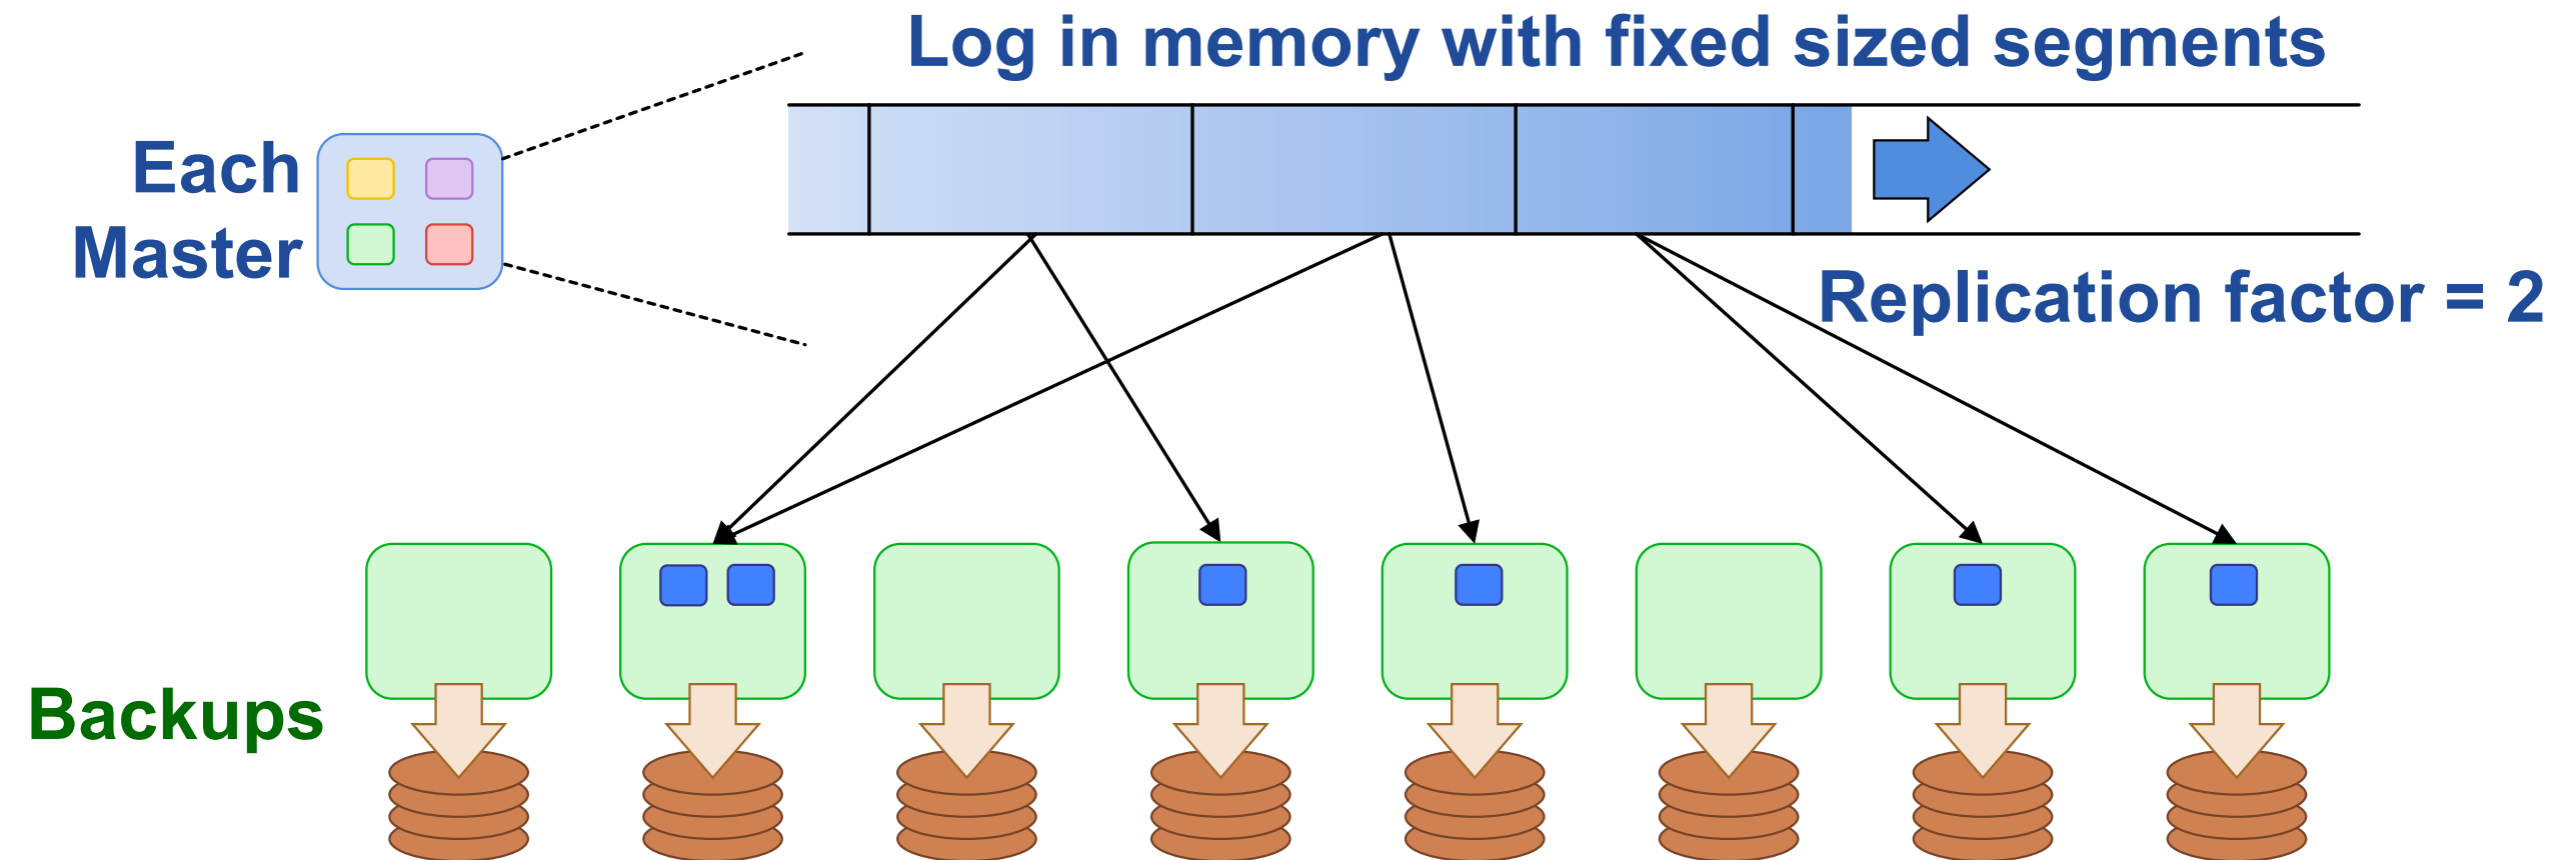 Log in memory with fixed sized segments
Each
Master
Replication factor = 2
Backups